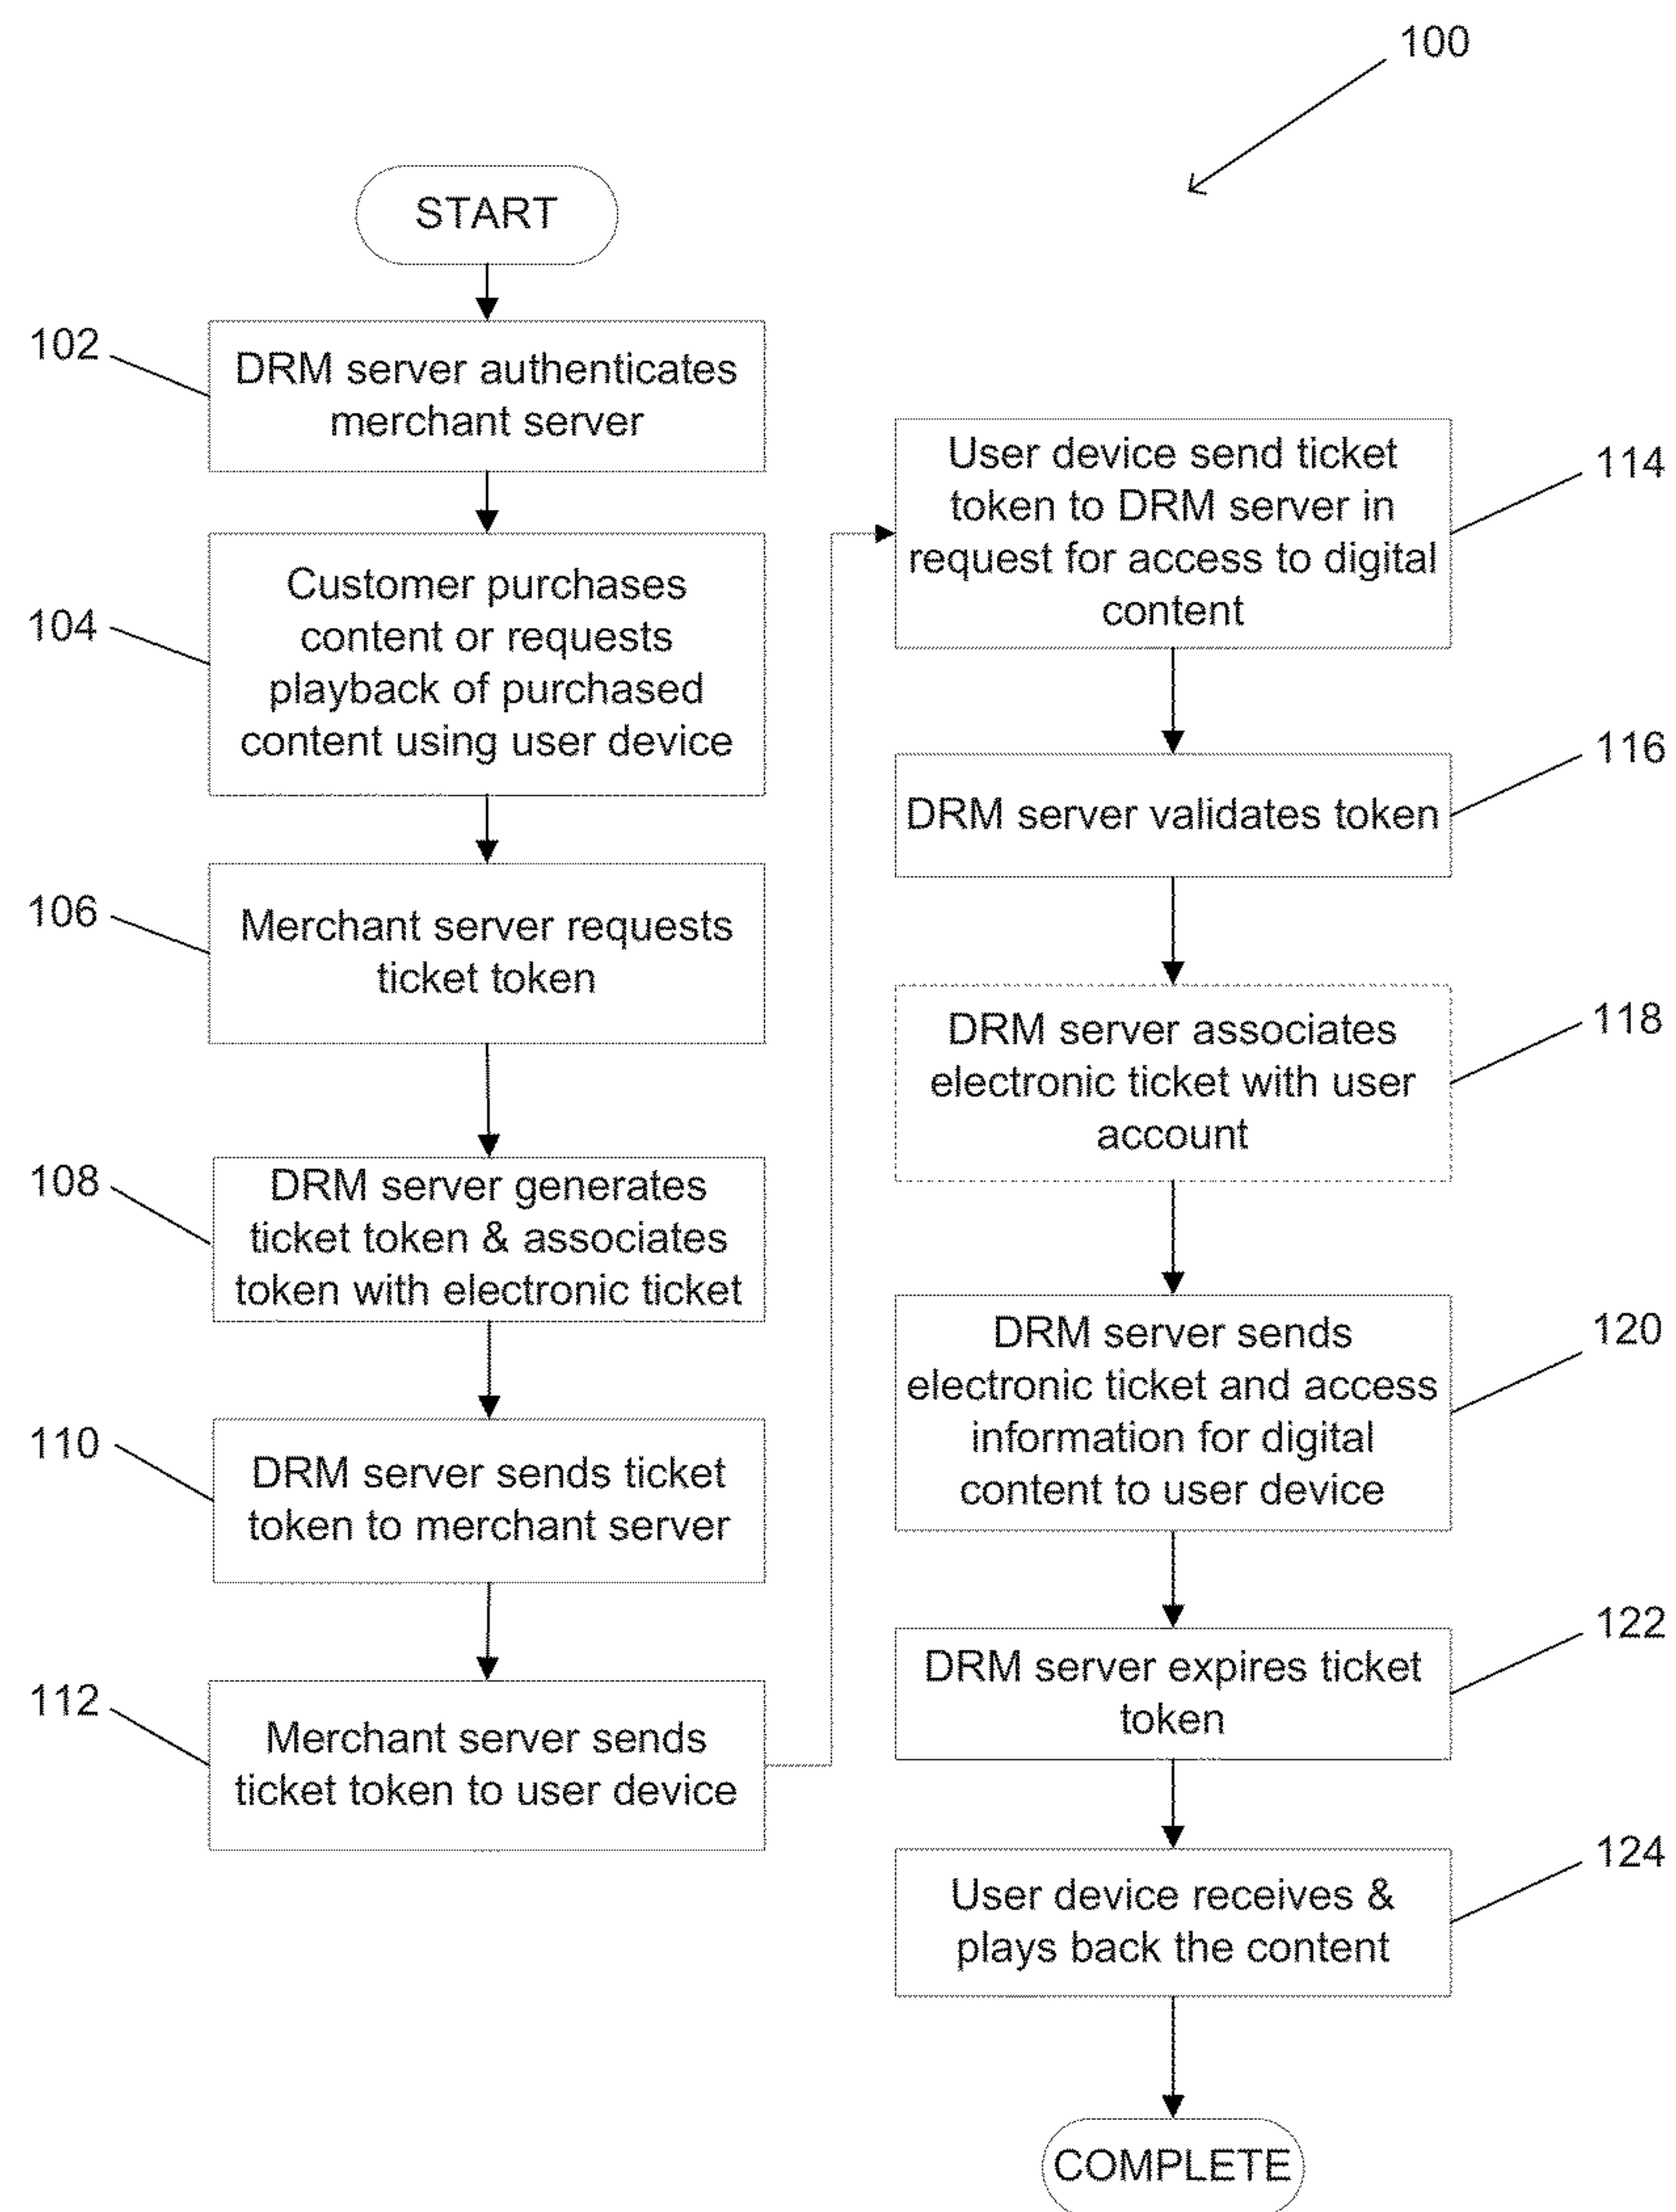 100
START
102
DRM server authenticates
merchant server
104
Customer purchases
content or requests
playback of purchased
content using user device
106
Merchant server requests
ticket token
108
DRM server generates
ticket token & associates
token with electronic ticket
110
DRM server sends ticket
token to merchant server
112
Merchant server sends
ticket token to user device
User device send ticket
token to DRM server in
request for access to digital
content
114
DRM server validates token
116
DRM server associates
electronic ticket with user
account
118
DRM server sends
electronic ticket and access
information for digital
content to user device
120
DRM server expires ticket
token
122
User device receives &
plays back the content
124
COMPLETE